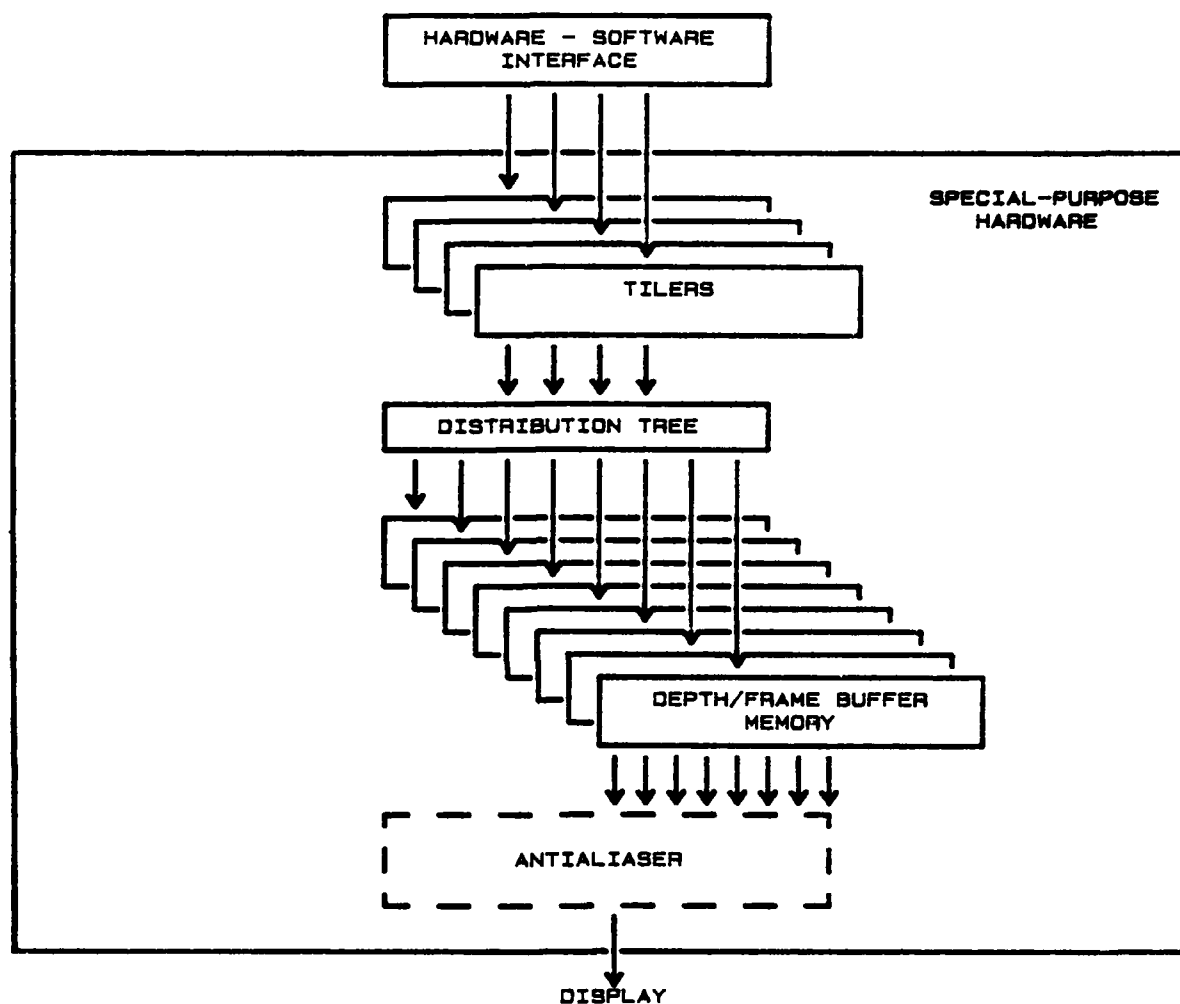 HARDWARE - SOFTWARE
INTERFACE
SPECIAL-PURPOSE
HARDWARE
TILERS
DISTRIBUTION TREE
DEPTH/FRAME BUFFER
MEMORY
ANTIALIASER
DISPLAY